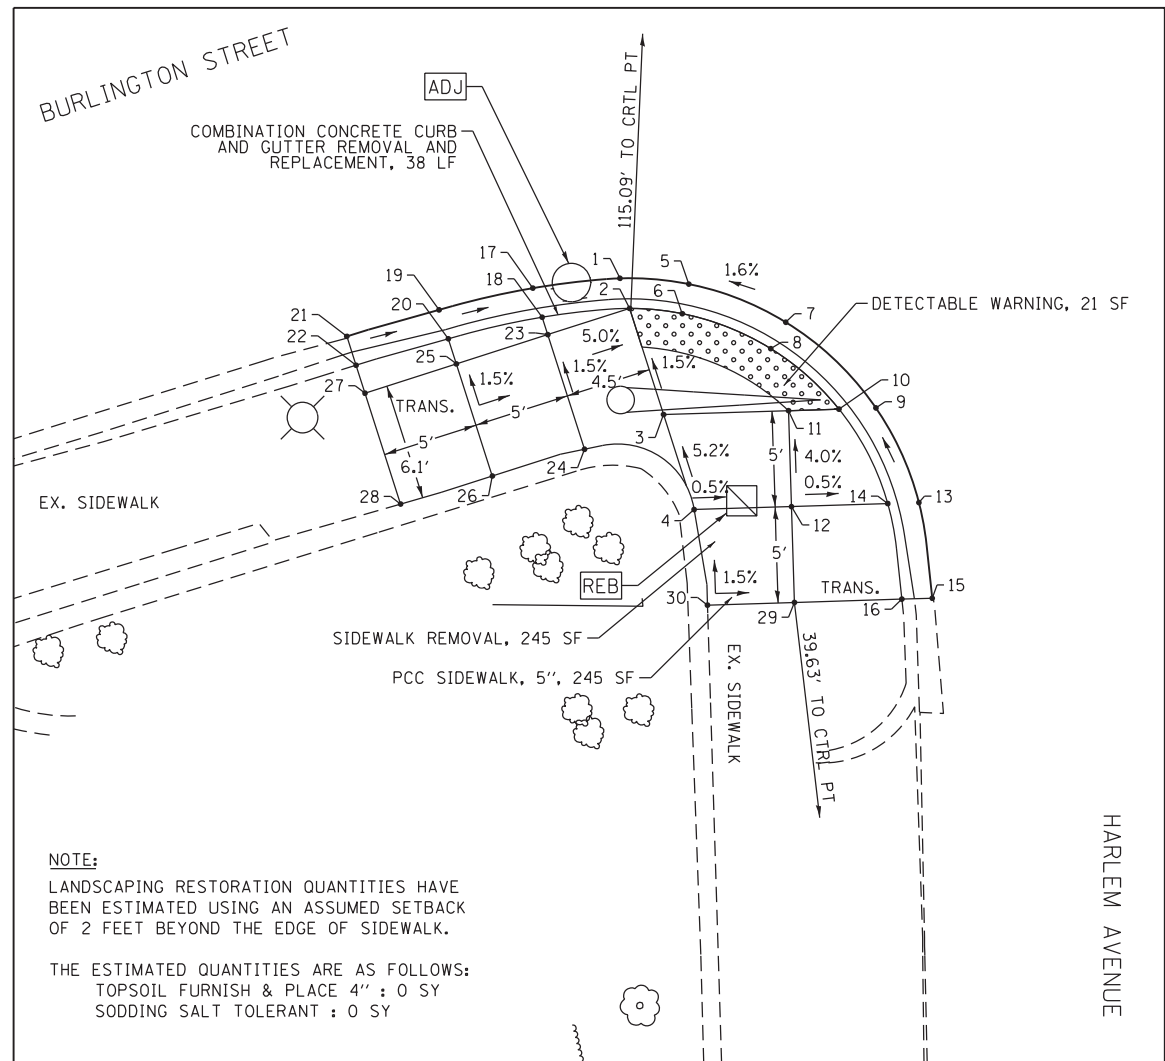 BURLINGTON STREET
ADJ
COMBINATION CONCRETE CURB
AND GUTTER REMOVAL AND
REPLACEMENT, 38 LF
115.09' TO CRTL PT
17
1
5
1.6%
19
18
2
6
7
DETECTABLE WARNING, 21 SF
21
20
23
5.0%
8
22
25
1.5%
1.5%
10
27
1.5%
4.5'
9
TRANS.
5'
11
5'
6.1'
3
5.2%
5'
4.0%
24
0.5%
0.5%
14
13
EX. SIDEWALK
28
26
4
12
REB
5'
1.5%
TRANS.
15
30
29
16
SIDEWALK REMOVAL, 245 SF
PCC SIDEWALK, 5'', 245 SF
EX. SIDEWALK
39.63' TO CTRL PT
HARLEM AVENUE
NOTE:
LANDSCAPING RESTORATION QUANTITIES HAVE
BEEN ESTIMATED USING AN ASSUMED SETBACK
OF 2 FEET BEYOND THE EDGE OF SIDEWALK.
THE ESTIMATED QUANTITIES ARE AS FOLLOWS:
TOPSOIL FURNISH & PLACE 4'' : 0 SY
SODDING SALT TOLERANT : 0 SY